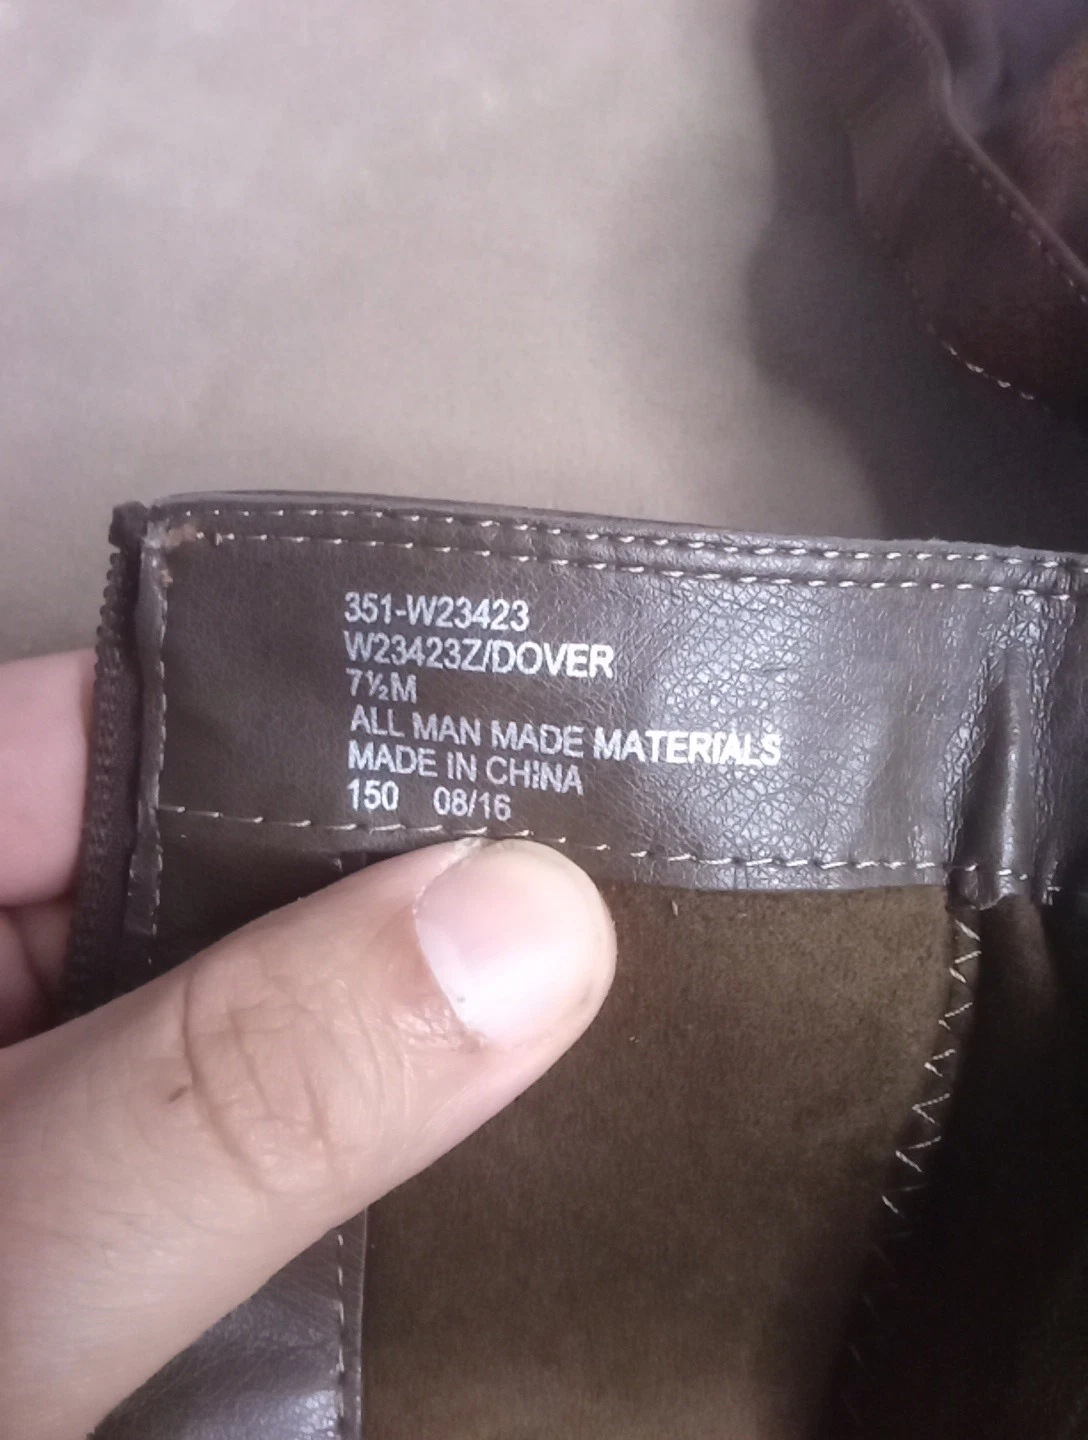 351-W23423
W23423Z/DOVER
7½M
ALL MAN MADE MATERIALS
MADE IN CHINA
150 08/16